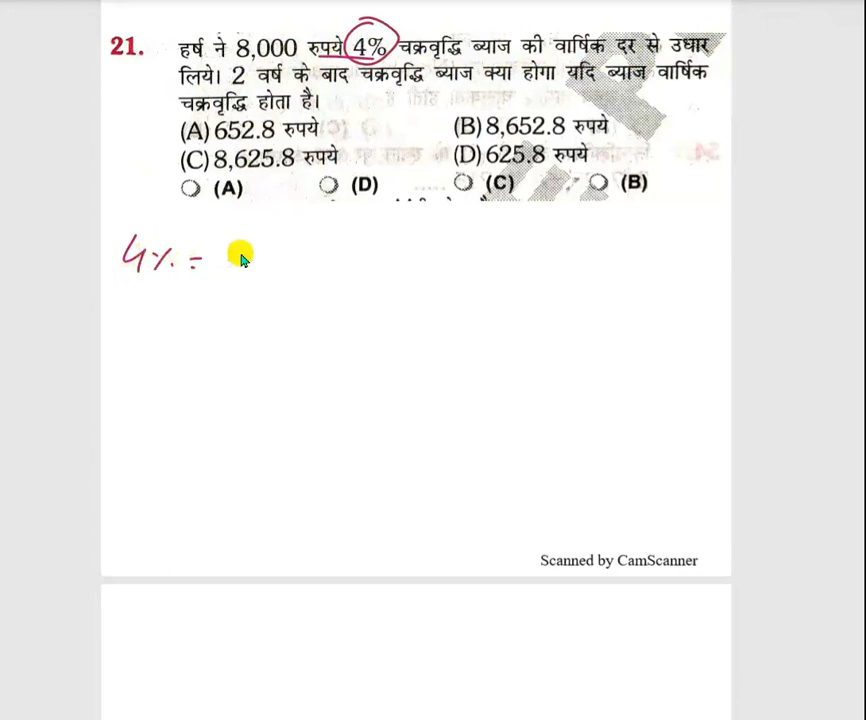 21. हर्ष ने 8,000 रुपये 4% चक्रवृद्धि ब्याज की वार्षिक दर से उधार
लिये। 2 वर्ष के बाद चक्रवृद्धि ब्याज क्या होगा यदि ब्याज वार्षिक
चक्रवृद्धि होता है।
(A) 652.8 रुपये (B) 8,652.8 रुपये
(C) 8,625.8 रुपये (D) 625.8 रुपये
(A) (D) (C) (B)
4% =
Scanned by CamScanner